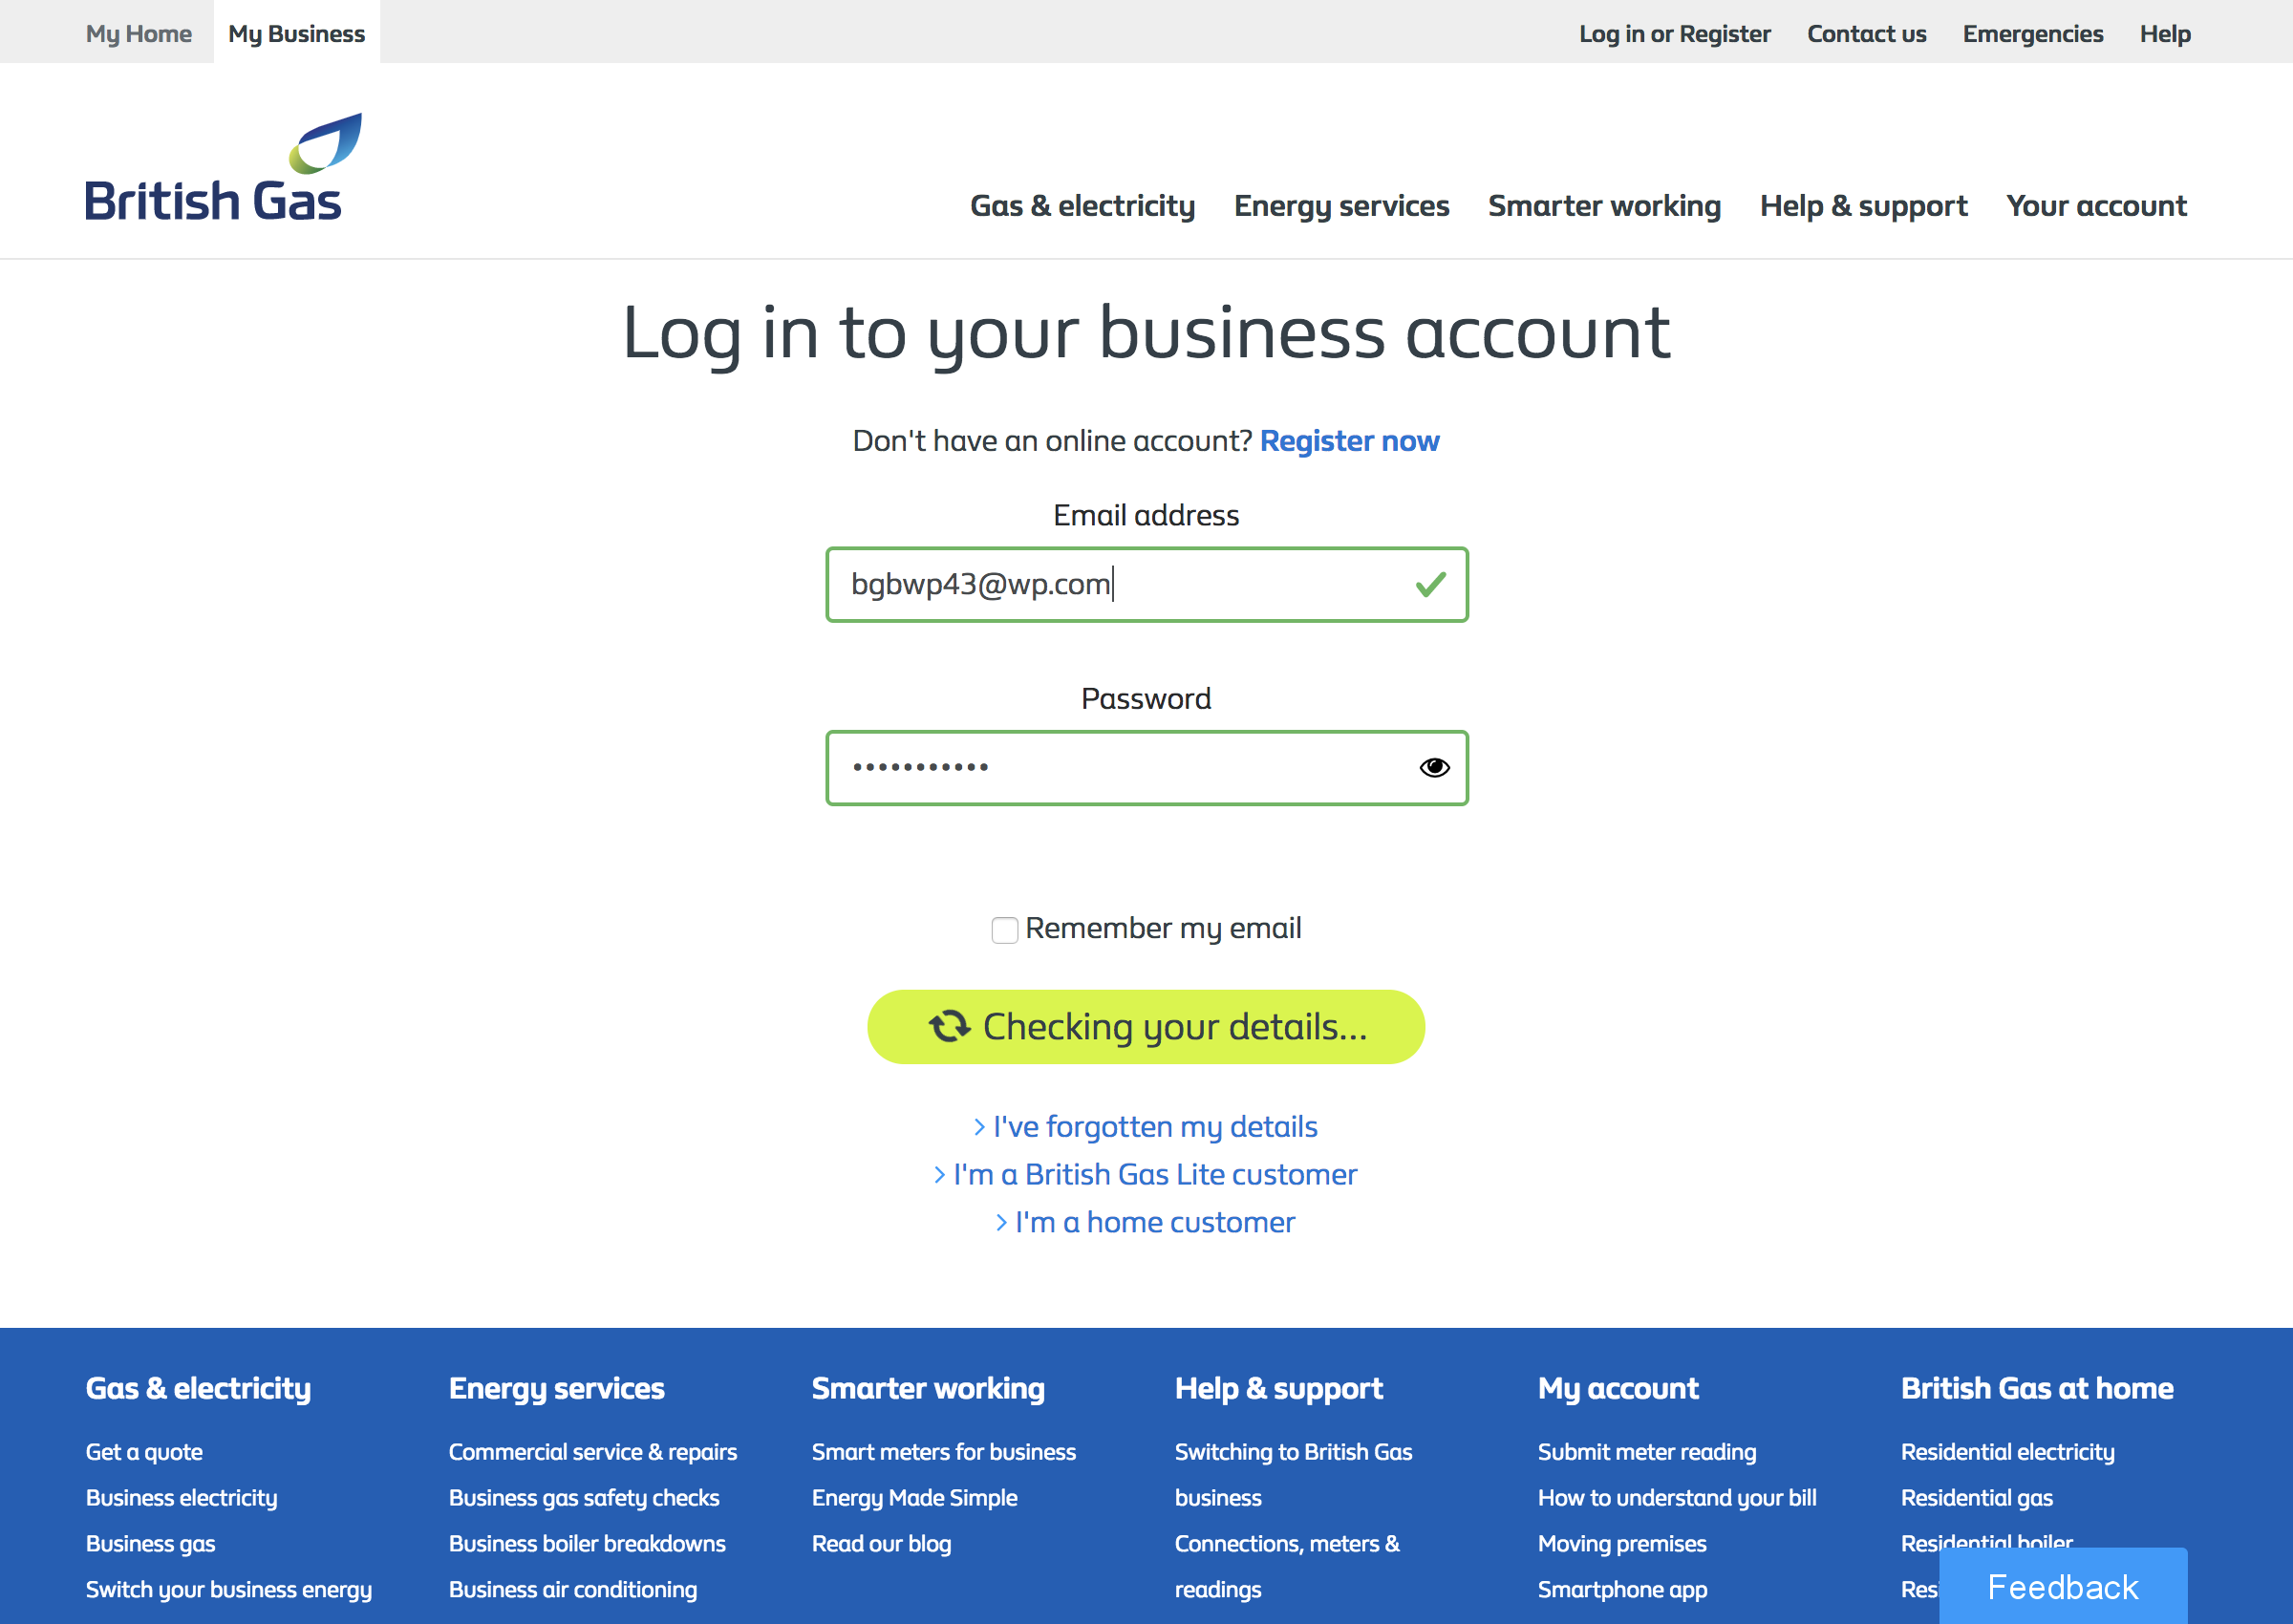 My Home My Business Log in or Register Contact us Emergencies Help
British Gas
Gas & electricity Energy services Smarter working Help & support Your account
Log in to your business account
Don't have an online account? Register now
Email address
bgbwp43@wp.com
Password
•••••••••••
Remember my email
Checking your details...
I've forgotten my details
I'm a British Gas Lite customer
I'm a home customer
Gas & electricity
Get a quote
Business electricity
Business gas
Switch your business energy
Energy services
Commercial service & repairs
Business gas safety checks
Business boiler breakdowns
Business air conditioning
Smarter working
Smart meters for business
Energy Made Simple
Read our blog
Help & support
Switching to British Gas
business
Connections, meters &
readings
My account
Submit meter reading
How to understand your bill
Moving premises
Smartphone app
British Gas at home
Residential electricity
Residential gas
Residential boiler
Feedback